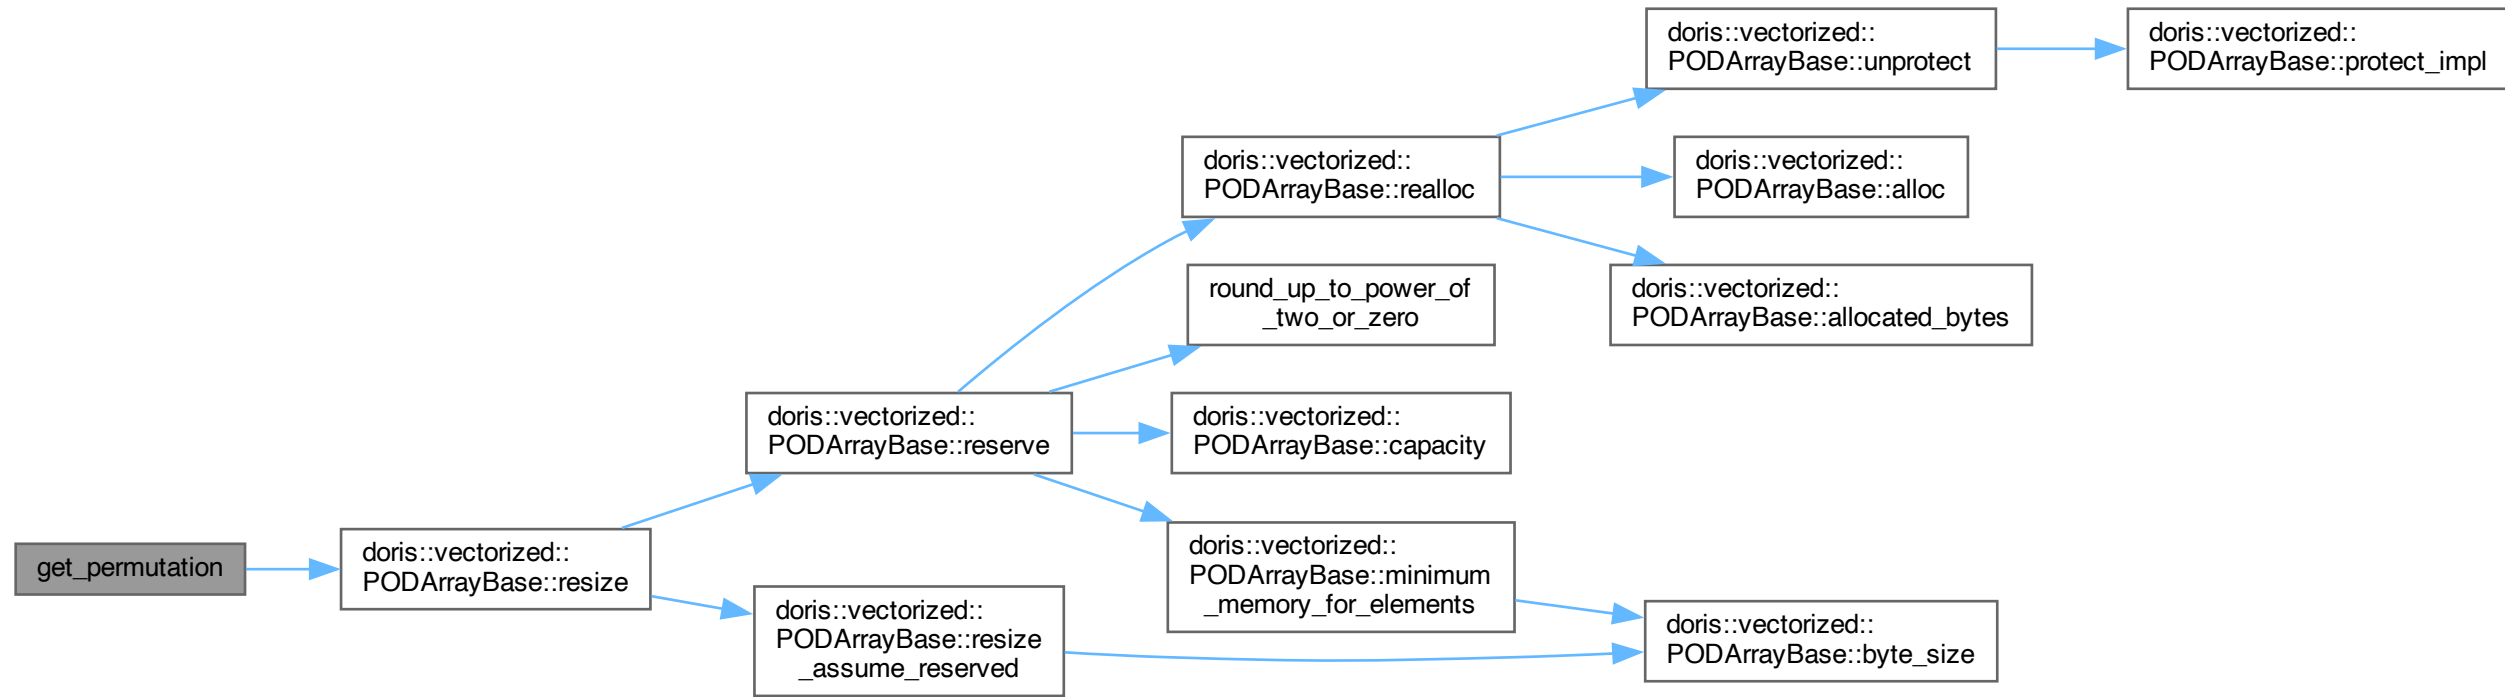 get_permutation
doris::vectorized::
PODArrayBase::resize
doris::vectorized::
PODArrayBase::reserve
doris::vectorized::
PODArrayBase::resize
_assume_reserved
doris::vectorized::
PODArrayBase::realloc
round_up_to_power_of
_two_or_zero
doris::vectorized::
PODArrayBase::capacity
doris::vectorized::
PODArrayBase::minimum
_memory_for_elements
doris::vectorized::
PODArrayBase::unprotect
doris::vectorized::
PODArrayBase::alloc
doris::vectorized::
PODArrayBase::allocated_bytes
doris::vectorized::
PODArrayBase::byte_size
doris::vectorized::
PODArrayBase::protect_impl